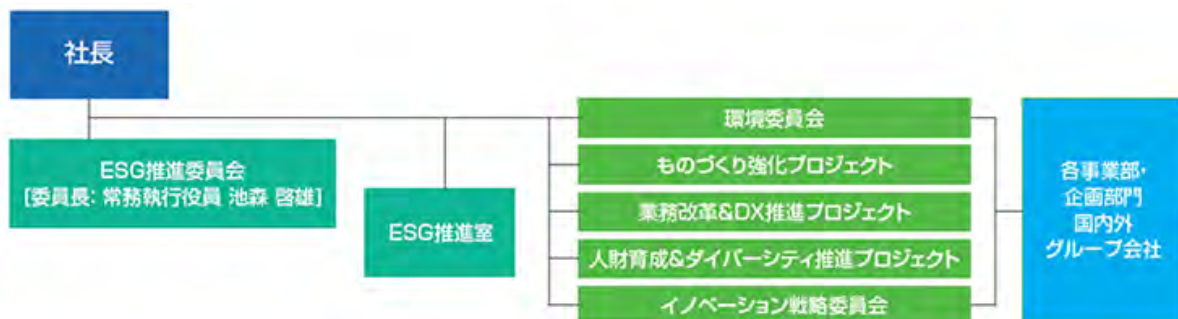 社長
ESG推進委員会
[委員長: 常務執行役員 池森 啓雄]
ESG推進室
環境委員会
ものづくり強化プロジェクト
業務改革&DX推進プロジェクト
人財育成&ダイバーシティ推進プロジェクト
イノベーション戦略委員会
各事業部・
企画部門
国内外
グループ会社